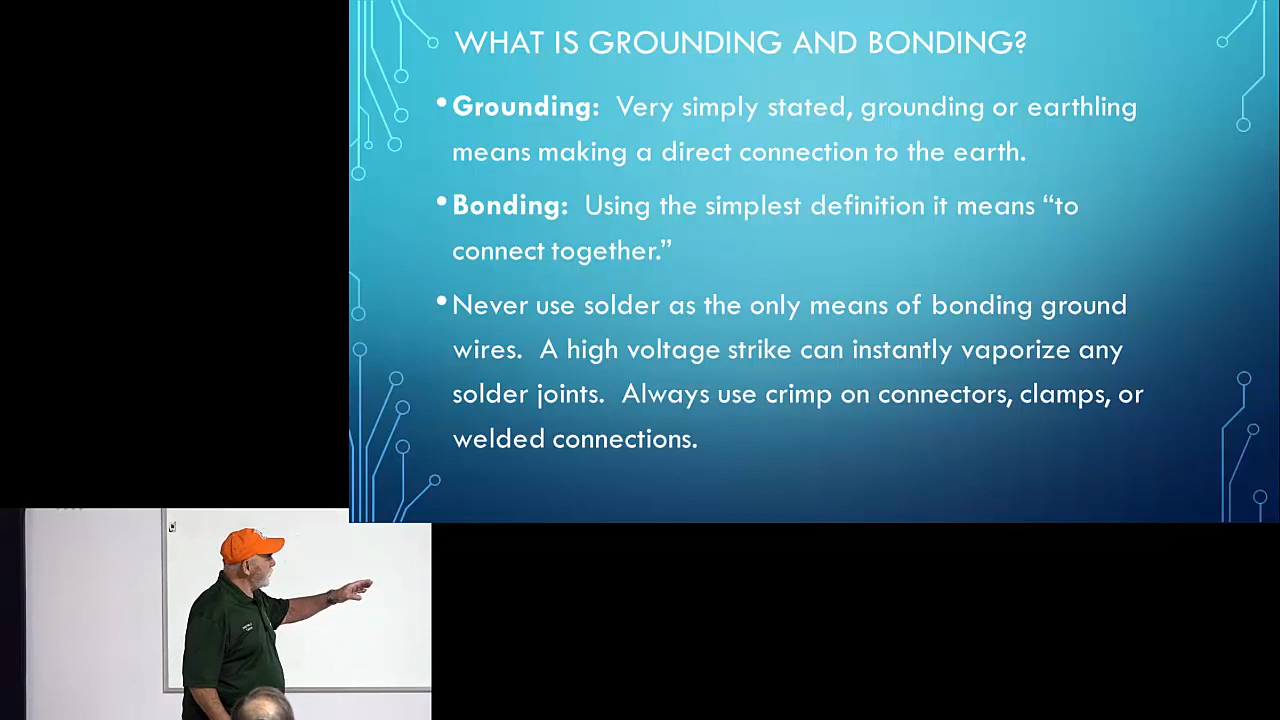 WHAT IS GROUNDING AND BONDING?
•Grounding: Very simply stated, grounding or earthling
means making a direct connection to the earth.
•Bonding: Using the simplest definition it means “to
connect together.”
•Never use solder as the only means of bonding ground
wires. A high voltage strike can instantly vaporize any
solder joints. Always use crimp on connectors, clamps, or
welded connections.